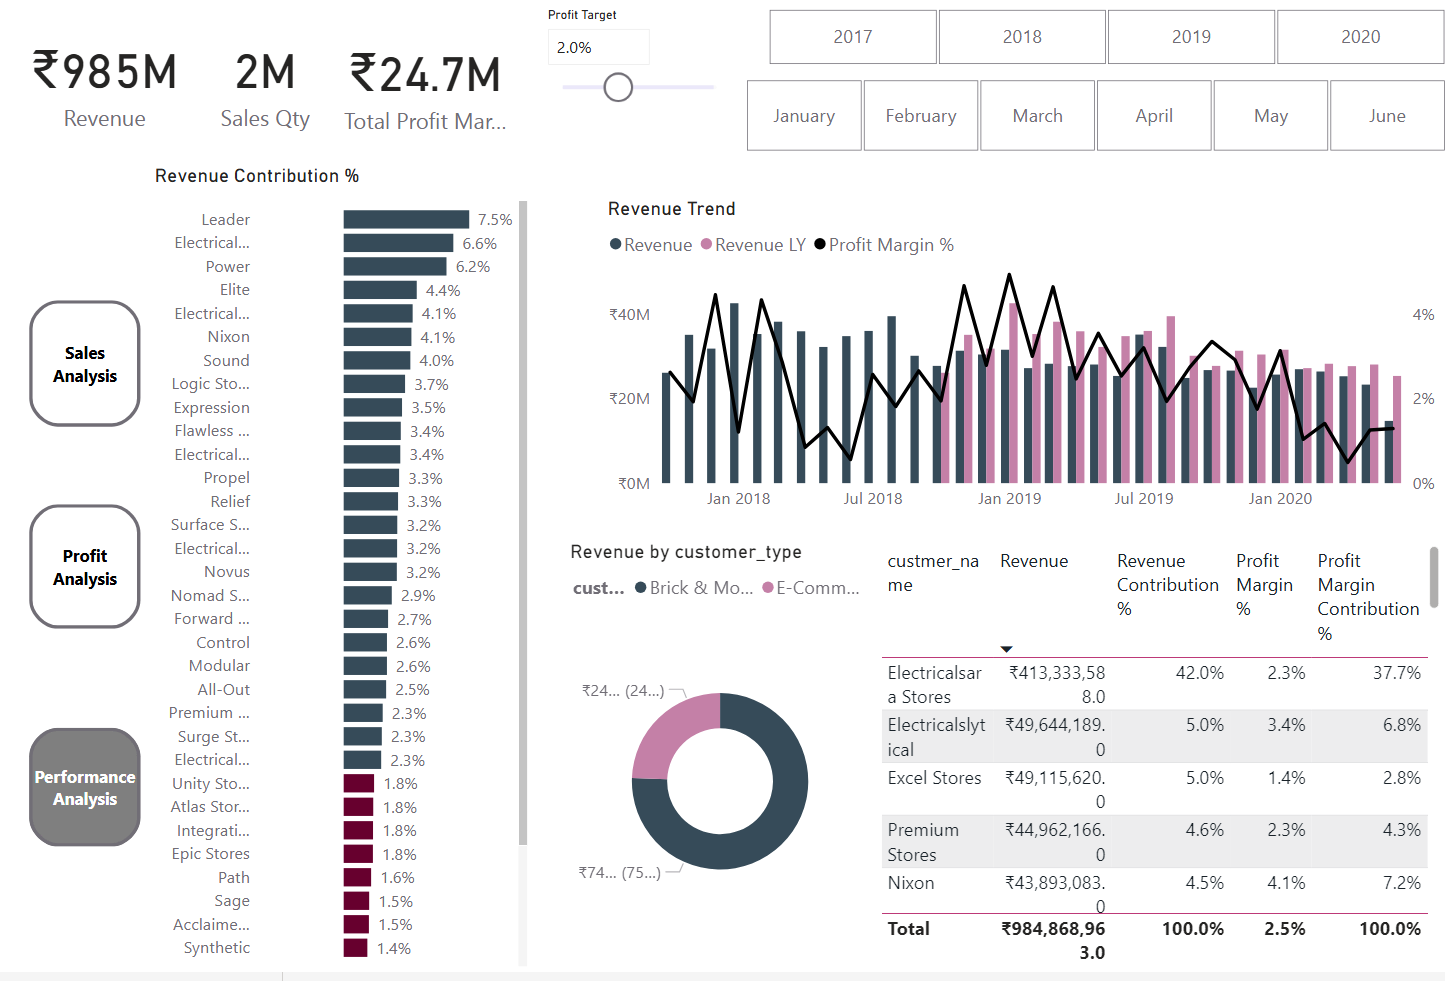 ₹985M
Revenue
2M
Sales Qty
₹24.7M
Total Profit Mar...
Profit Target
2.0%
2017
2018
2019
2020
January
February
March
April
May
June
Revenue Contribution %
Leader 7.5%
Electrical... 6.6%
Power 6.2%
Elite 4.4%
Electrical... 4.1%
Nixon 4.1%
Sound 4.0%
Logic Sto... 3.7%
Expression 3.5%
Flawless ... 3.4%
Electrical... 3.4%
Propel 3.3%
Relief 3.3%
Surface S... 3.2%
Electrical... 3.2%
Novus 3.2%
Nomad S... 2.9%
Forward ... 2.7%
Control 2.6%
Modular 2.6%
All-Out 2.5%
Premium ... 2.3%
Surge St... 2.3%
Electrical... 2.3%
Unity Sto... 1.8%
Atlas Stor... 1.8%
Integrati... 1.8%
Epic Stores 1.8%
Path 1.6%
Sage 1.5%
Acclaime... 1.5%
Synthetic 1.4%
Sales
Analysis
Profit
Analysis
Performance
Analysis
Revenue Trend
Revenue Revenue LY Profit Margin %
₹40M
₹20M
₹0M
4%
2%
0%
Jan 2018 Jul 2018 Jan 2019 Jul 2019 Jan 2020
Revenue by customer_type
cust... Brick & Mo... E-Comm...
₹24... (24...)
₹74... (75...)
custmer_na
me
Revenue
Revenue
Contribution
%
Profit
Margin
%
Profit
Margin
Contribution
%
Electricalsar ₹413,333,58 42.0% 2.3% 37.7%
a Stores 8.0
Electricalslyt ₹49,644,189. 5.0% 3.4% 6.8%
ical 0
Excel Stores ₹49,115,620. 5.0% 1.4% 2.8%
0
Premium ₹44,962,166. 4.6% 2.3% 4.3%
Stores 0
Nixon ₹43,893,083. 4.5% 4.1% 7.2%
0
Total ₹984,868,96 100.0% 2.5% 100.0%
3.0